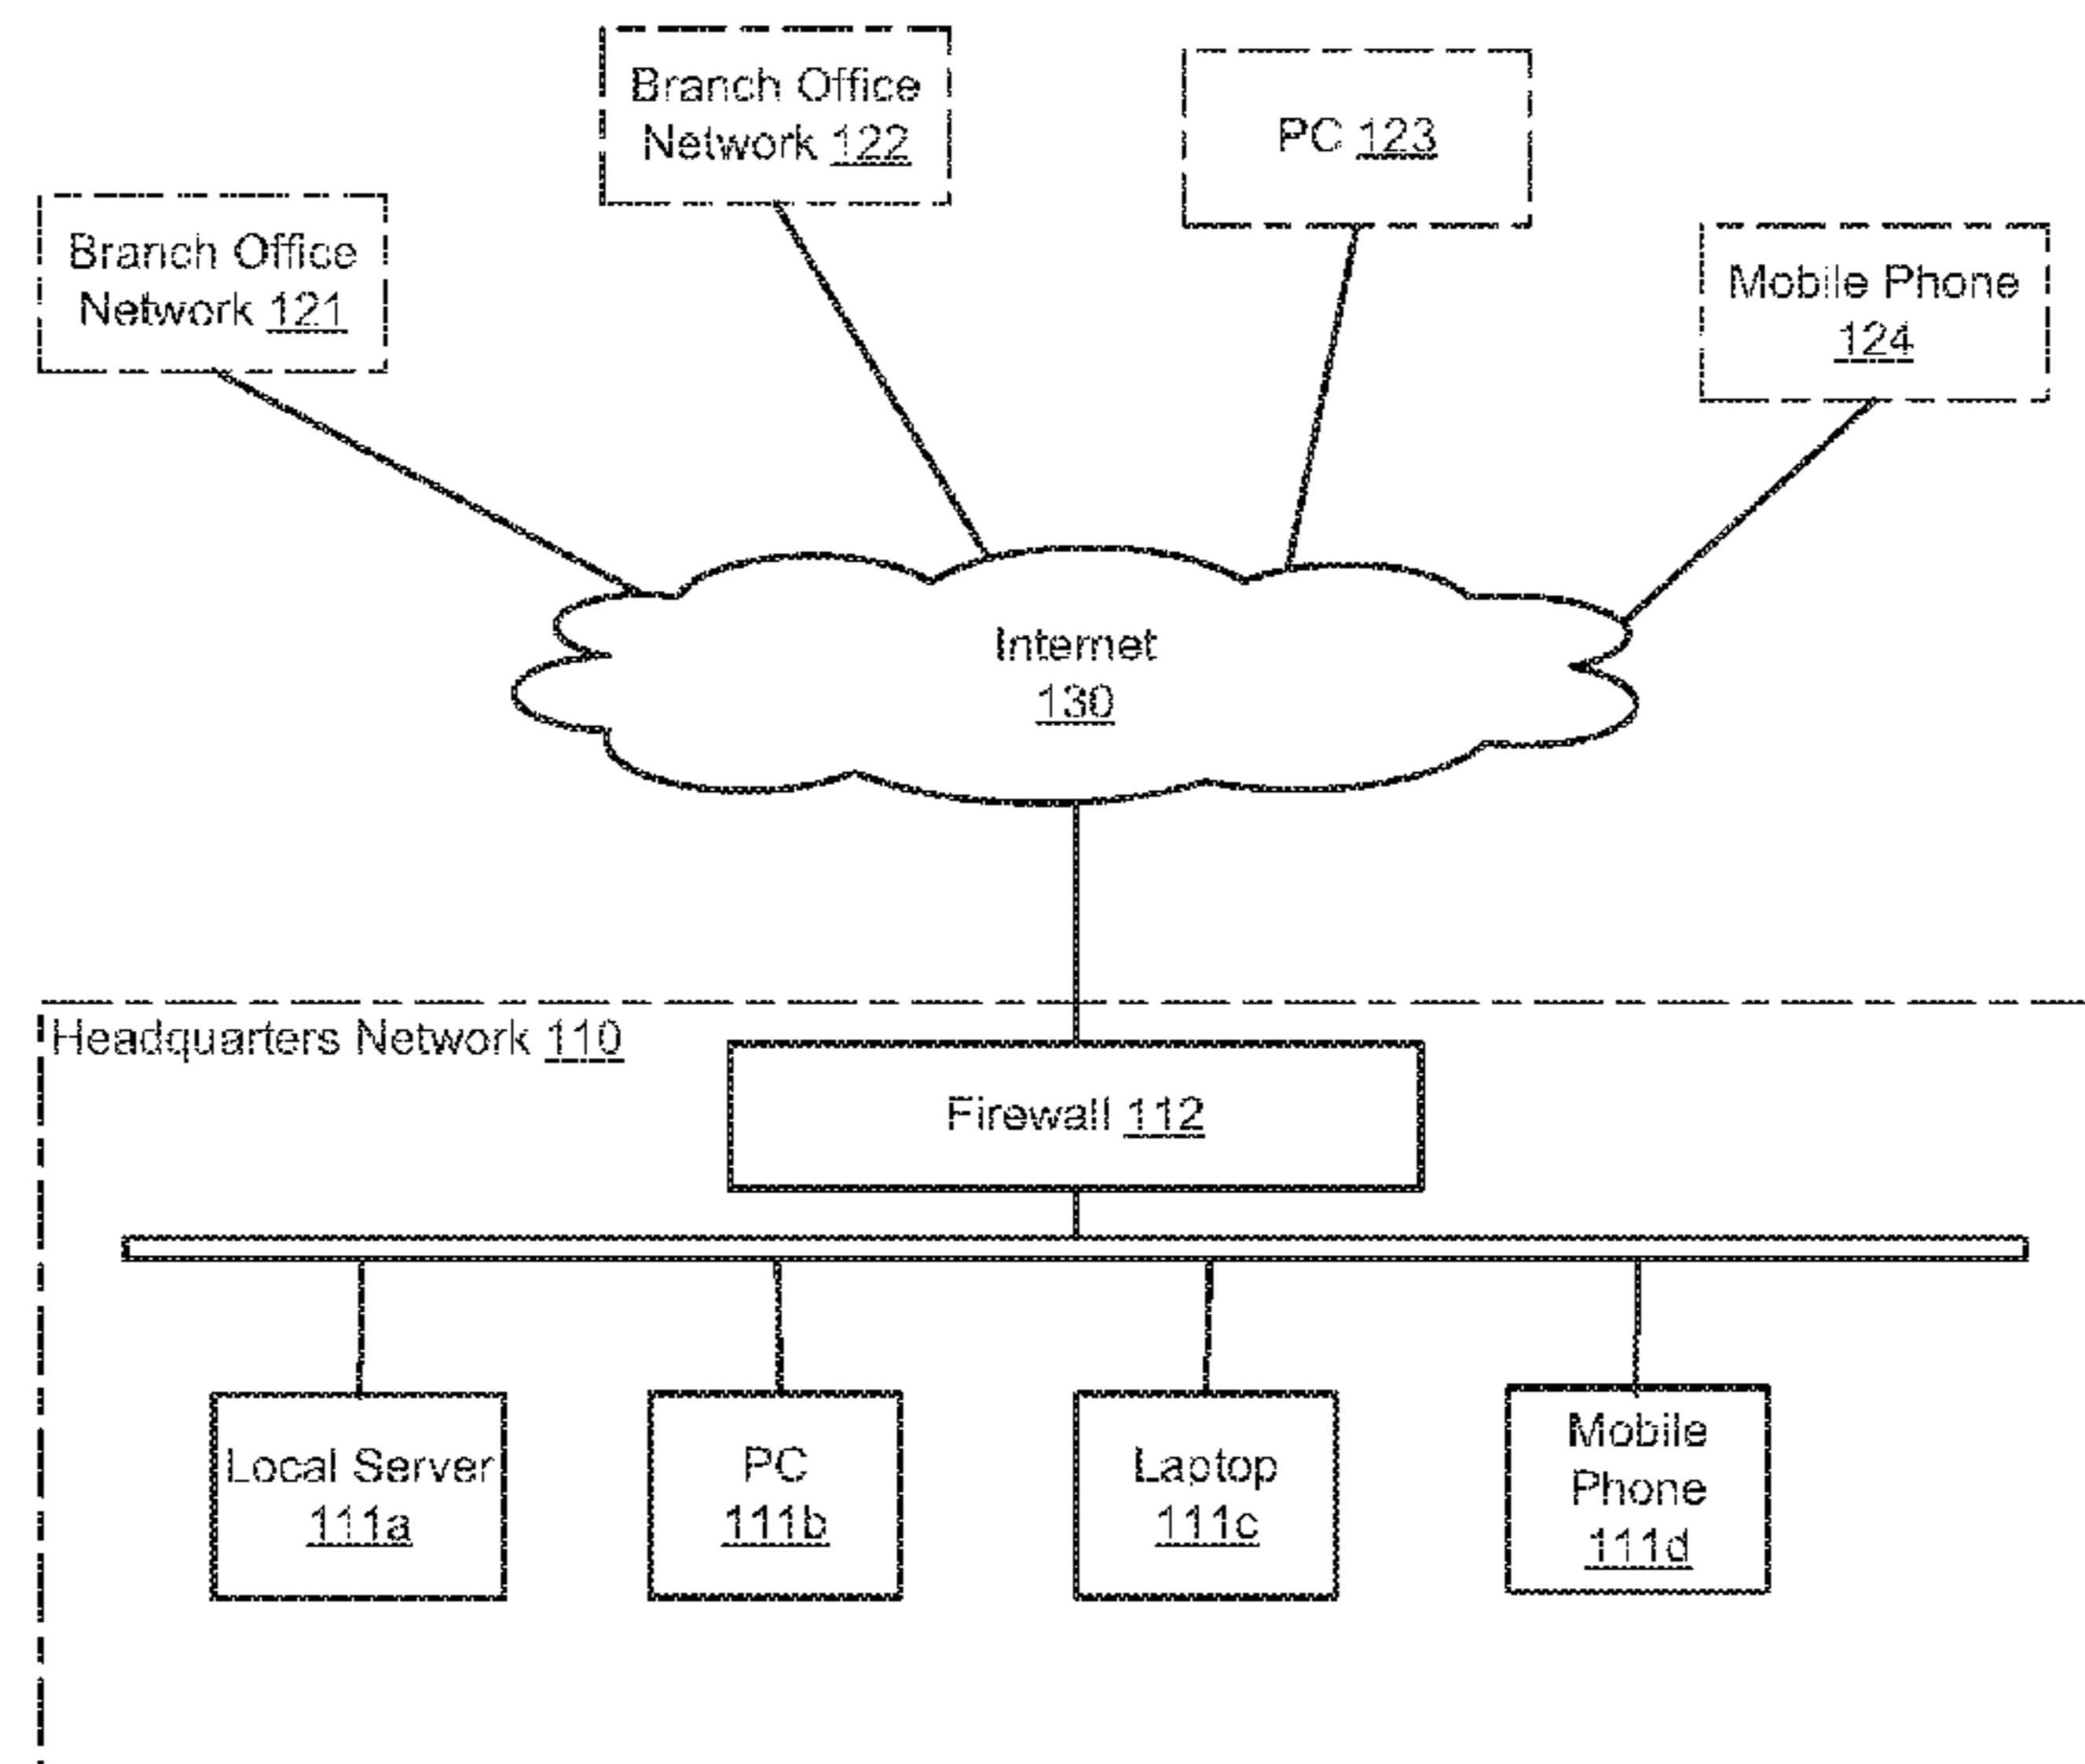 Branch Office
Network 122
PC 123
Branch Office
Network 121
Mobile Phone
124
Internet
130
Headquarters Network 110
Firewall 112
Local Server
111a
PC
111b
Laptop
111c
Mobile
Phone
111d